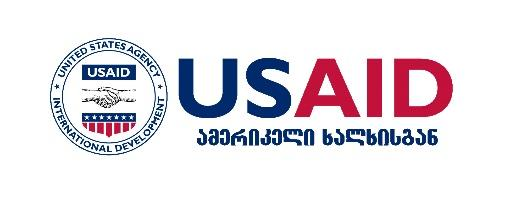 UNITED STATES AGENCY
USAID
INTERNATIONAL DEVELOPMENT
USAID
ამერიკელი ხალხისგან